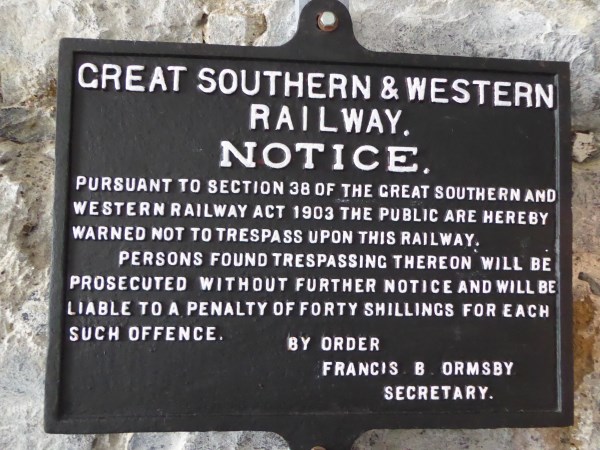 GREAT SOUTHERN & WESTERN
RAILWAY.
NOTICE.
PURSUANT TO SECTION 38 OF THE GREAT SOUTHERN AND
WESTERN RAILWAY ACT 1903 THE PUBLIC ARE HEREBY
WARNED NOT TO TRESPASS UPON THIS RAILWAY.
PERSONS FOUND TRESPASSING THEREON WILL BE
PROSECUTED WITHOUT FURTHER NOTICE AND WILL BE
LIABLE TO A PENALTY OF FORTY SHILLINGS FOR EACH
SUCH OFFENCE.
BY ORDER
FRANCIS B ORMSBY
SECRETARY.